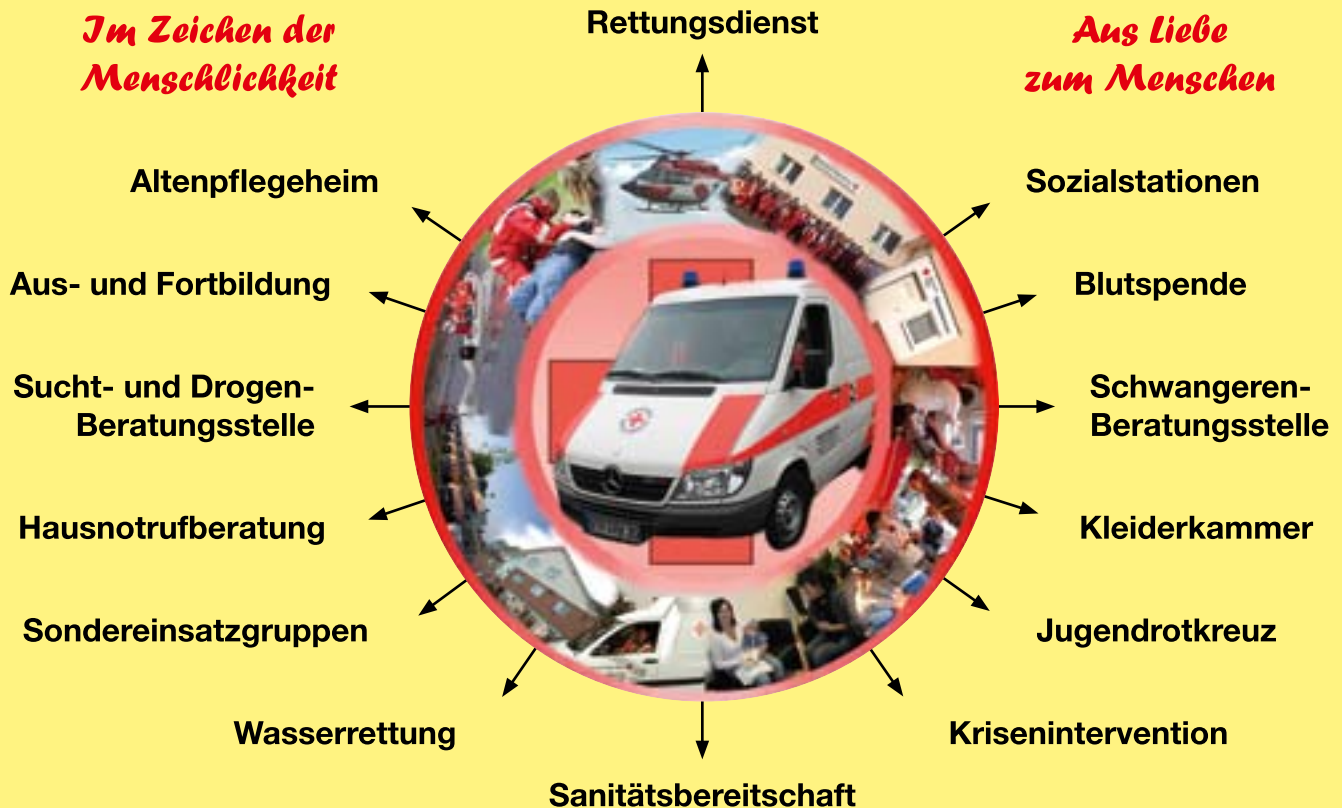 Im Zeichen der
Menschlichkeit
Rettungsdienst
Aus Liebe
zum Menschen
Altenpflegeheim
Sozialstationen
Aus- und Fortbildung
Blutspende
Sucht- und Drogen-
Beratungsstelle
Schwangeren-
Beratungsstelle
Hausnotrufberatung
Kleiderkammer
Sondereinsatzgruppen
Jugendrotkreuz
Wasserrettung
Krisenintervention
Sanitätsbereitschaft